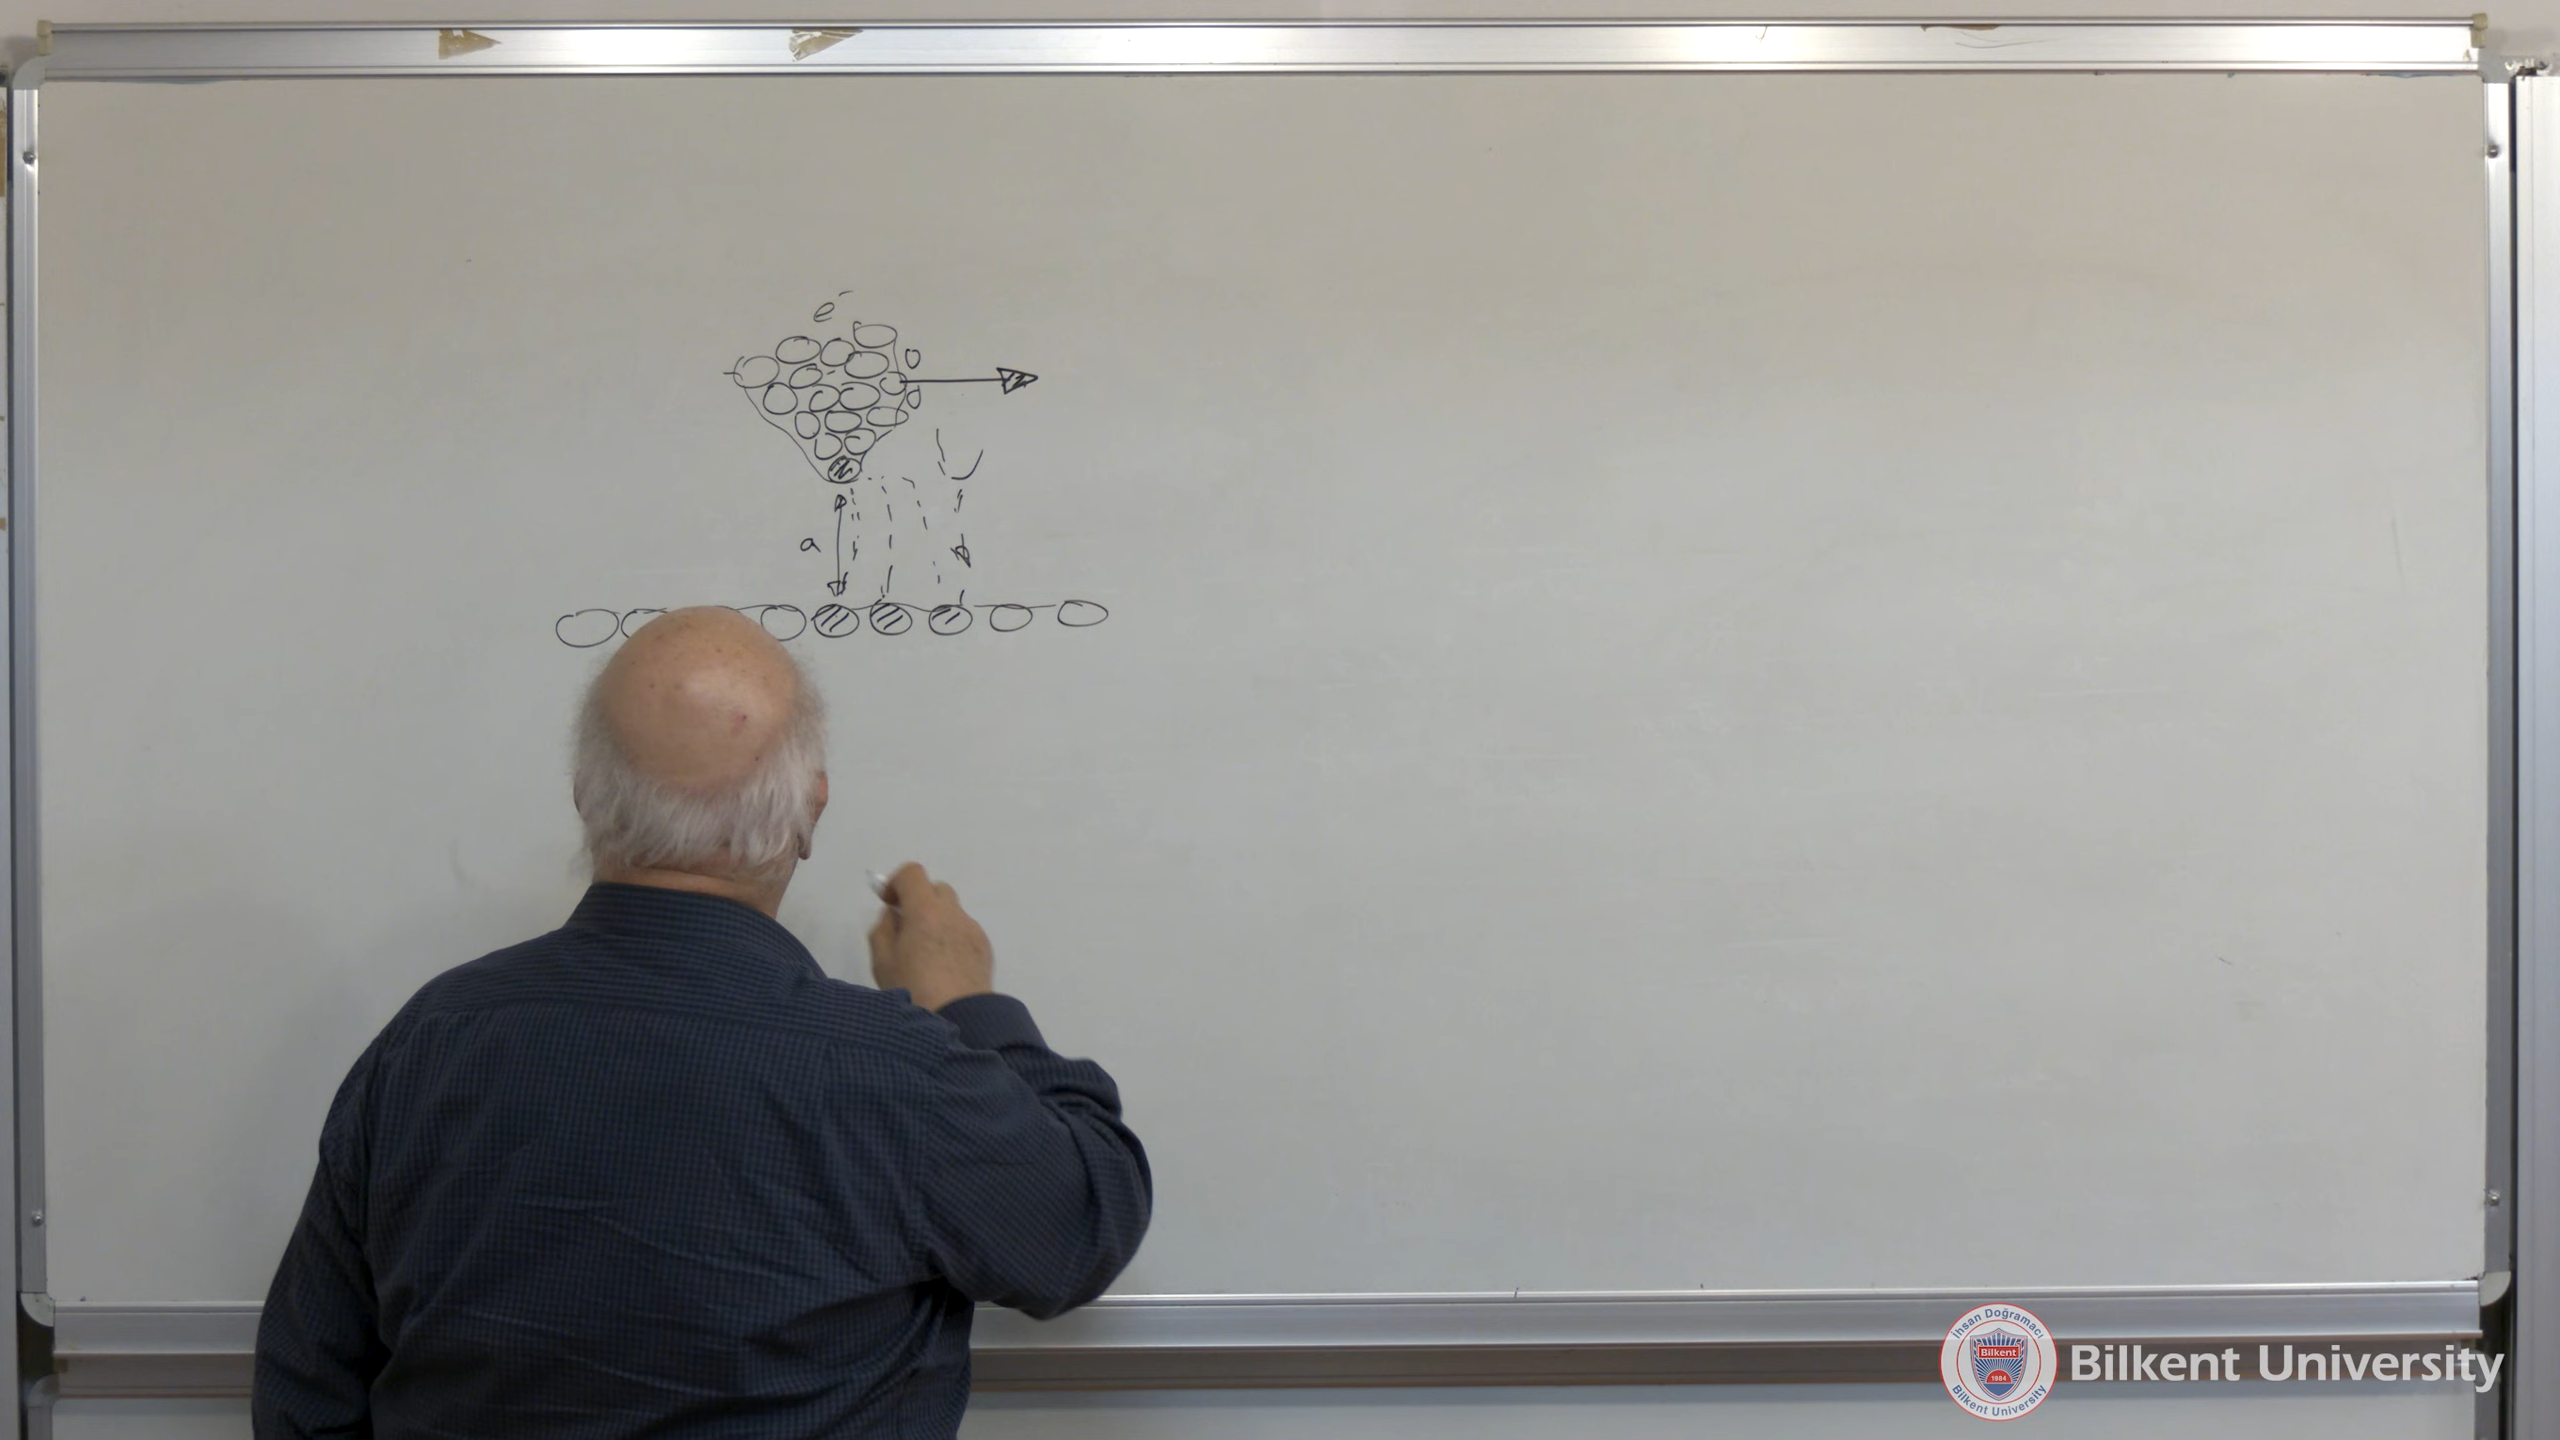 e⁻
a
İhsan Doğramacı
Bilkent
1984
Bilkent University
Bilkent University